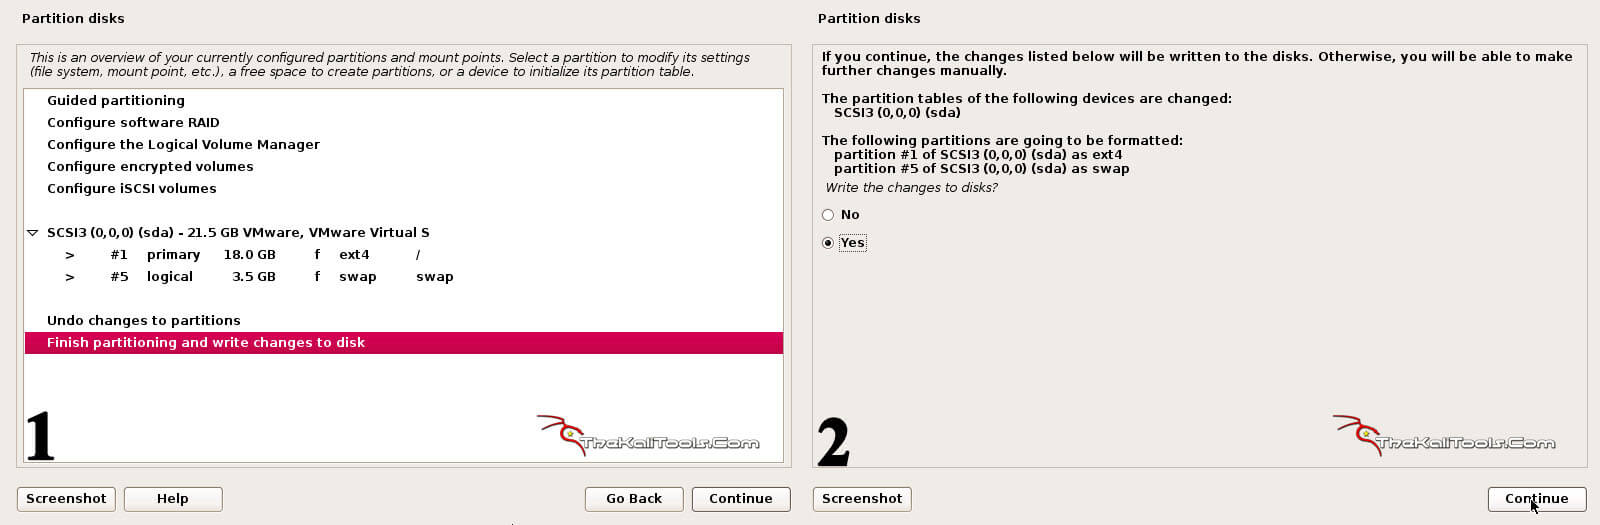 Partition disks
This is an overview of your currently configured partitions and mount points. Select a partition to modify its settings
(file system, mount point, etc.), a free space to create partitions, or a device to initialize its partition table.
Guided partitioning
Configure software RAID
Configure the Logical Volume Manager
Configure encrypted volumes
Configure iSCSI volumes
SCSI3 (0,0,0) (sda) - 21.5 GB VMware, VMware Virtual S
> #1 primary 18.0 GB f ext4 /
> #5 logical 3.5 GB f swap swap
Undo changes to partitions
Finish partitioning and write changes to disk
1
TheKaliTools.Com
Screenshot Help Go Back Continue
Partition disks
If you continue, the changes listed below will be written to the disks. Otherwise, you will be able to make
further changes manually.
The partition tables of the following devices are changed:
SCSI3 (0,0,0) (sda)
The following partitions are going to be formatted:
partition #1 of SCSI3 (0,0,0) (sda) as ext4
partition #5 of SCSI3 (0,0,0) (sda) as swap
Write the changes to disks?
No
Yes
2
TheKaliTools.Com
Screenshot Continue